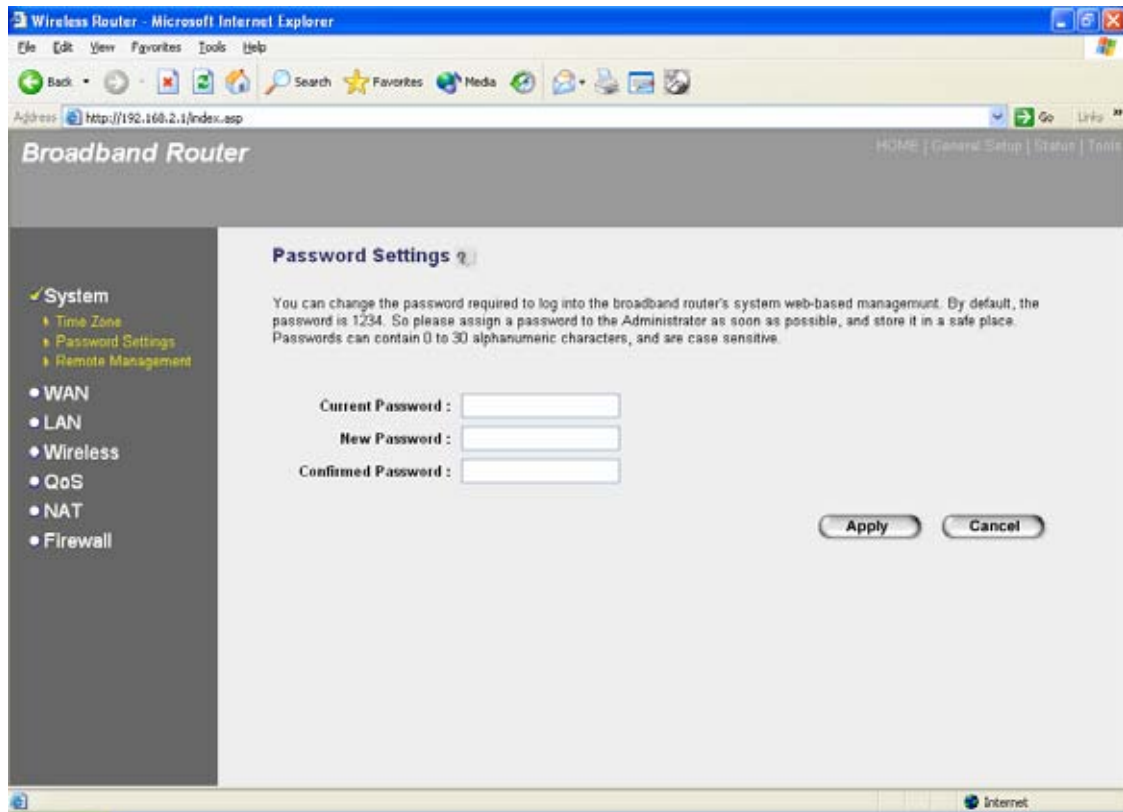 Wireless Router - Microsoft Internet Explorer
File Edit View Favorites Tools Help
Back Search Favorites Media
Address http://192.168.2.1/index.asp Go Links »
Broadband Router
HOME | General Setup | Status | Tools
Password Settings ?
System
Time Zone
Password Settings
Remote Management
WAN
LAN
Wireless
QoS
NAT
Firewall
You can change the password required to log into the broadband router's system web-based managemunt. By default, the
password is 1234. So please assign a password to the Administrator as soon as possible, and store it in a safe place.
Passwords can contain 0 to 30 alphanumeric characters, and are case sensitive.
Current Password :
New Password :
Confirmed Password :
Apply Cancel
Internet